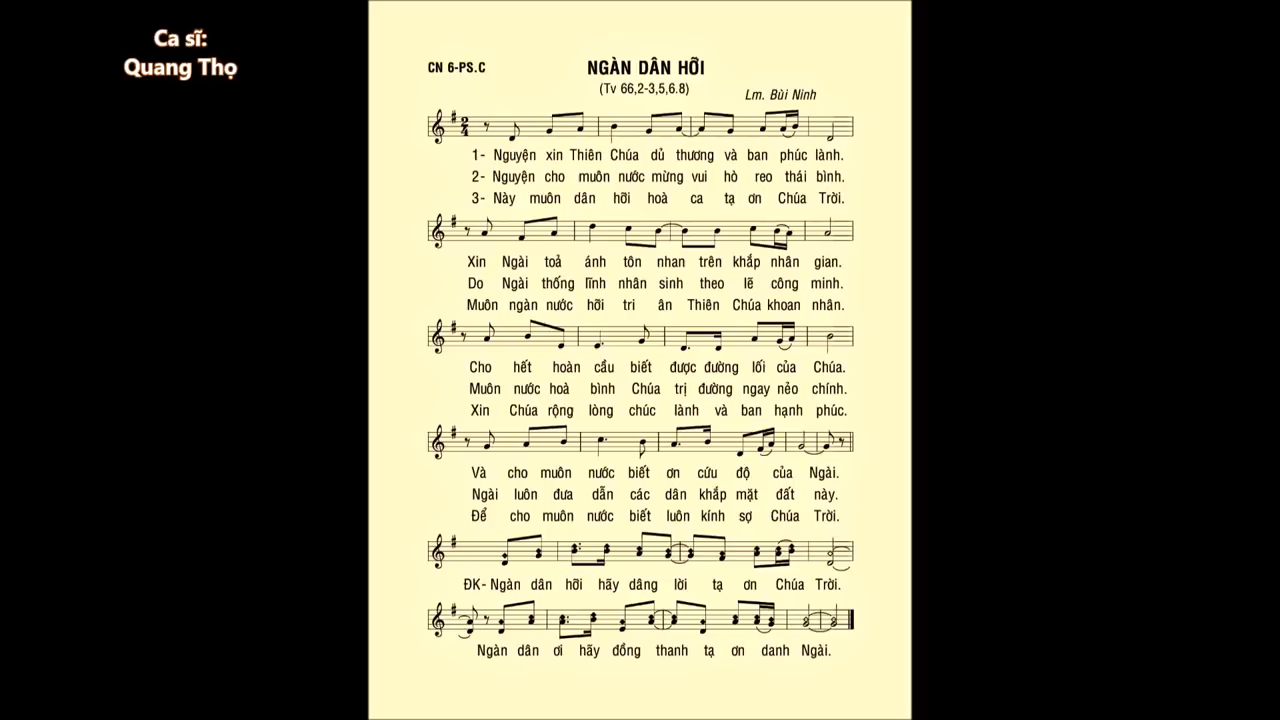 Ca sĩ:
Quang Thọ
CN 6-PS.C
NGÀN DÂN HỠI
(Tv 66,2-3,5,6.8)
Lm. Bùi Ninh
1- Nguyện xin Thiên Chúa dủ thương và ban phúc lành.
2- Nguyện cho muôn nước mừng vui hò reo thái bình.
3- Này muôn dân hỡi hoà ca tạ ơn Chúa Trời.
Xin Ngài toả ánh tôn nhan trên khắp nhân gian.
Do Ngài thống lĩnh nhân sinh theo lẽ công minh.
Muôn ngàn nước hỡi tri ân Thiên Chúa khoan nhân.
Cho hết hoàn cầu biết được đường lối của Chúa.
Muôn nước hoà bình Chúa trị đường ngay nẻo chính.
Xin Chúa rộng lòng chúc lành và ban hạnh phúc.
Và cho muôn nước biết ơn cứu độ của Ngài.
Ngài luôn đưa dẫn các dân khắp mặt đất này.
Để cho muôn nước biết luôn kính sợ Chúa Trời.
ĐK- Ngàn dân hỡi hãy dâng lời tạ ơn Chúa Trời.
Ngàn dân ơi hãy đồng thanh tạ ơn danh Ngài.